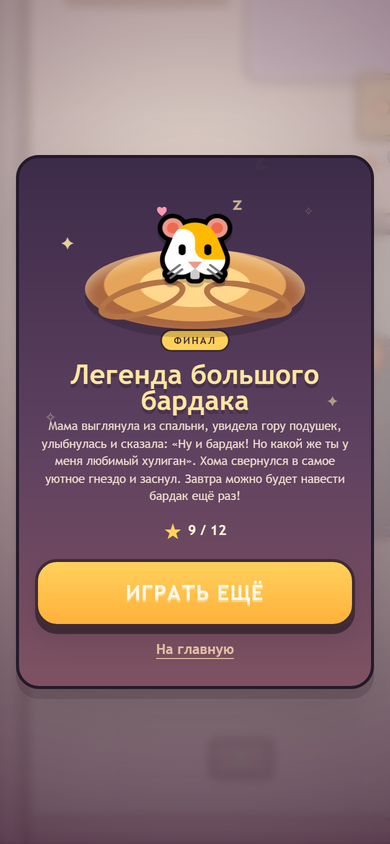 z
ФИНАЛ
Легенда большого
бардака
Мама выглянула из спальни, увидела гору подушек,
улыбнулась и сказала: «Ну и бардак! Но какой же ты у
меня любимый хулиган». Хома свернулся в самое
уютное гнездо и заснул. Завтра можно будет навести
бардак ещё раз!
9 / 12
ИГРАТЬ ЕЩЁ
На главную